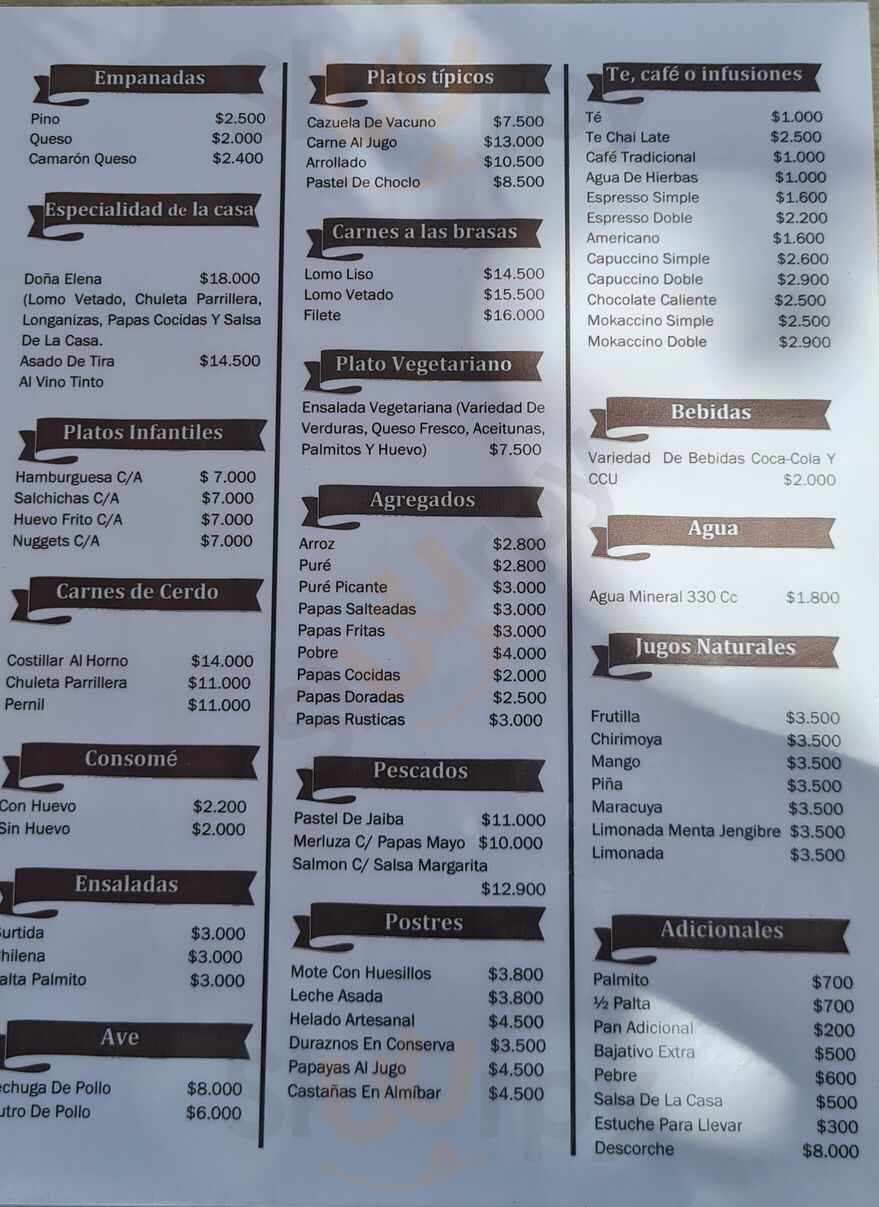 Empanadas
Pino $2.500
Queso $2.000
Camarón Queso $2.400
Especialidad de la casa
Doña Elena $18.000
(Lomo Vetado, Chuleta Parrillera,
Longanizas, Papas Cocidas Y Salsa
De La Casa.
Asado De Tira $14.500
Al Vino Tinto
Platos Infantiles
Hamburguesa C/A $ 7.000
Salchichas C/A $7.000
Huevo Frito C/A $7.000
Nuggets C/A $7.000
Carnes de Cerdo
Costillar Al Horno $14.000
Chuleta Parrillera $11.000
Pernil $11.000
Consomé
Con Huevo $2.200
Sin Huevo $2.000
Ensaladas
urtida $3.000
hilena $3.000
alta Palmito $3.000
Ave
echuga De Pollo $8.000
utro De Pollo $6.000
Platos típicos
Cazuela De Vacuno $7.500
Carne Al Jugo $13.000
Arrollado $10.500
Pastel De Choclo $8.500
Carnes a las brasas
Lomo Liso $14.500
Lomo Vetado $15.500
Filete $16.000
Plato Vegetariano
Ensalada Vegetariana (Variedad De
Verduras, Queso Fresco, Aceitunas,
Palmitos Y Huevo) $7.500
Agregados
Arroz $2.800
Puré $2.800
Puré Picante $3.000
Papas Salteadas $3.000
Papas Fritas $3.000
Pobre $4.000
Papas Cocidas $2.000
Papas Doradas $2.500
Papas Rusticas $3.000
Pescados
Pastel De Jaiba $11.000
Merluza C/ Papas Mayo $10.000
Salmon C/ Salsa Margarita
$12.900
Postres
Mote Con Huesillos $3.800
Leche Asada $3.800
Helado Artesanal $4.500
Duraznos En Conserva $3.500
Papayas Al Jugo $4.500
Castañas En Almíbar $4.500
Te, café o infusiones
Té $1.000
Te Chai Late $2.500
Café Tradicional $1.000
Agua De Hierbas $1.000
Espresso Simple $1.600
Espresso Doble $2.200
Americano $1.600
Capuccino Simple $2.600
Capuccino Doble $2.900
Chocolate Caliente $2.500
Mokaccino Simple $2.500
Mokaccino Doble $2.900
Bebidas
Variedad De Bebidas Coca-Cola Y
CCU $2.000
Agua
Agua Mineral 330 Cc $1.800
Jugos Naturales
Frutilla $3.500
Chirimoya $3.500
Mango $3.500
Piña $3.500
Maracuya $3.500
Limonada Menta Jengibre $3.500
Limonada $3.500
Adicionales
Palmito $700
½ Palta $700
Pan Adicional $200
Bajativo Extra $500
Pebre $600
Salsa De La Casa $500
Estuche Para Llevar $300
Descorche $8.000